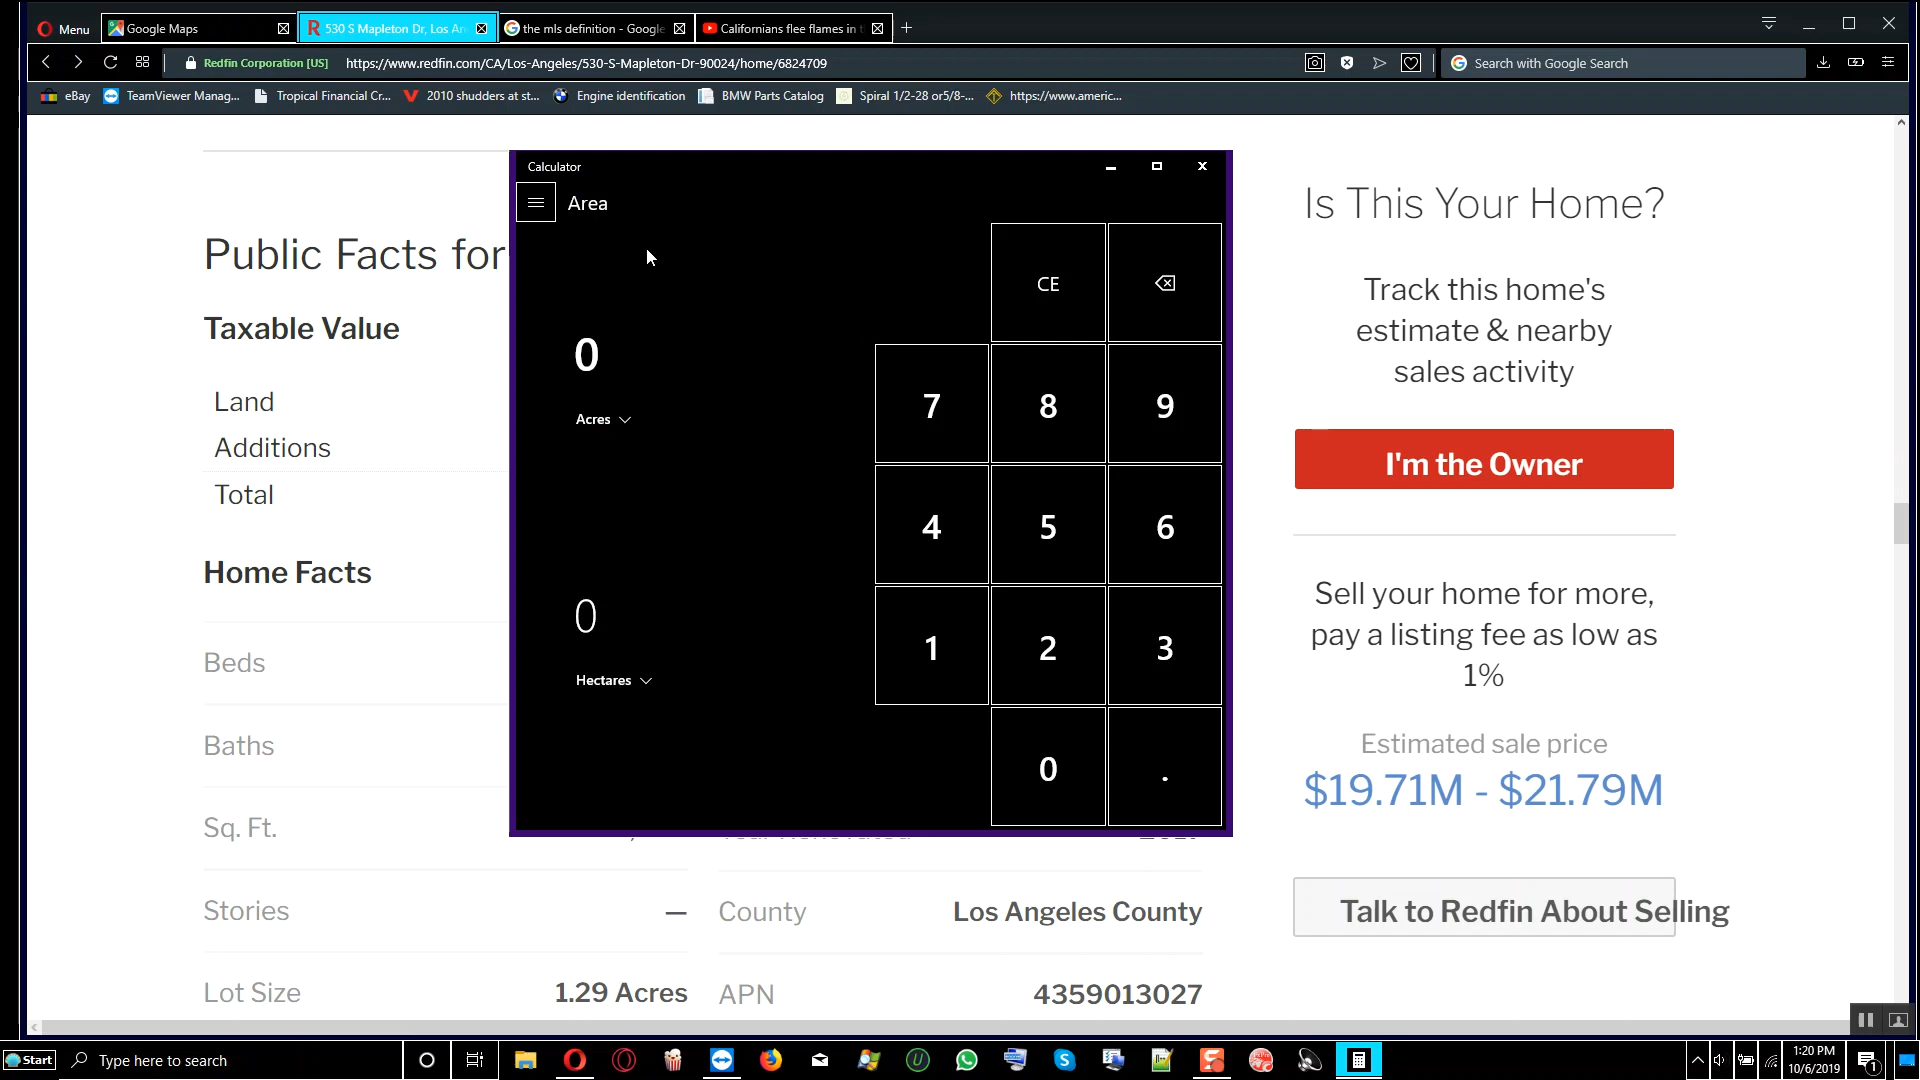 Menu
Google Maps
530 S Mapleton Dr, Los An
the mls definition - Google
Californians flee flames in t
Redfin Corporation [US]
https://www.redfin.com/CA/Los-Angeles/530-S-Mapleton-Dr-90024/home/6824709
Search with Google Search
eBay
TeamViewer Manag...
Tropical Financial Cr...
2010 shudders at st...
Engine identification
BMW Parts Catalog
Spiral 1/2-28 or5/8-...
https://www.americ...
Public Facts for
Taxable Value
Land
Additions
Total
Home Facts
Beds
Baths
Sq. Ft.
Stories
—
County
Los Angeles County
Lot Size
1.29 Acres
APN
4359013027
Calculator
Area
0
Acres
0
Hectares
CE
7 8 9
4 5 6
1 2 3
0 .
Is This Your Home?
Track this home's
estimate & nearby
sales activity
I'm the Owner
Sell your home for more,
pay a listing fee as low as
1%
Estimated sale price
$19.71M - $21.79M
Talk to Redfin About Selling
Start
Type here to search
1:20 PM
10/6/2019
1